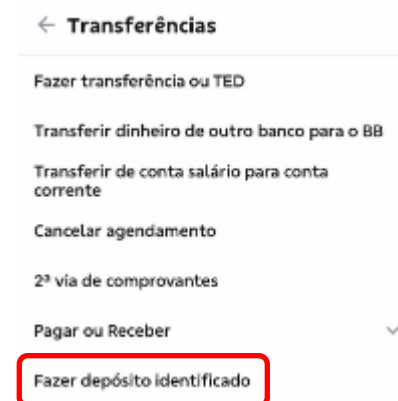 ← Transferências
Fazer transferência ou TED
Transferir dinheiro de outro banco para o BB
Transferir de conta salário para conta
corrente
Cancelar agendamento
2ª via de comprovantes
Pagar ou Receber
Fazer depósito identificado